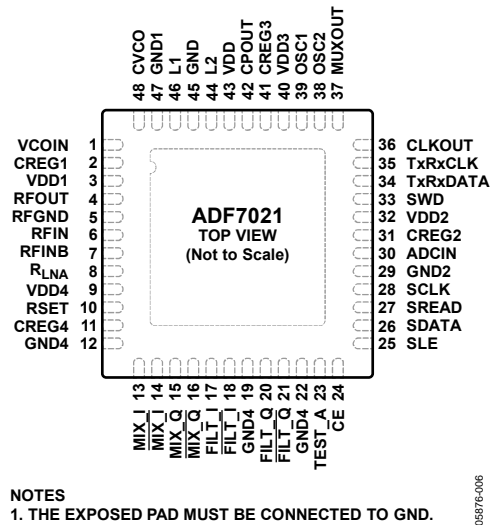 48 CVCO
47 GND1
46 L1
45 GND
44 L2
43 VDD
42 CPOUT
41 CREG3
40 VDD3
39 OSC1
38 OSC2
37 MUXOUT
VCOIN 1
CREG1 2
VDD1 3
RFOUT 4
RFGND 5
RFIN 6
RFINB 7
RLNA 8
VDD4 9
RSET 10
CREG4 11
GND4 12
ADF7021
TOP VIEW
(Not to Scale)
36 CLKOUT
35 TxRxCLK
34 TxRxDATA
33 SWD
32 VDD2
31 CREG2
30 ADCIN
29 GND2
28 SCLK
27 SREAD
26 SDATA
25 SLE
MIX_I 13
MIX_I 14
MIX_Q 15
MIX_Q 16
FILT_I 17
FILT_I 18
GND4 19
FILT_Q 20
FILT_Q 21
GND4 22
TEST_A 23
CE 24
NOTES
1. THE EXPOSED PAD MUST BE CONNECTED TO GND.
05876-006